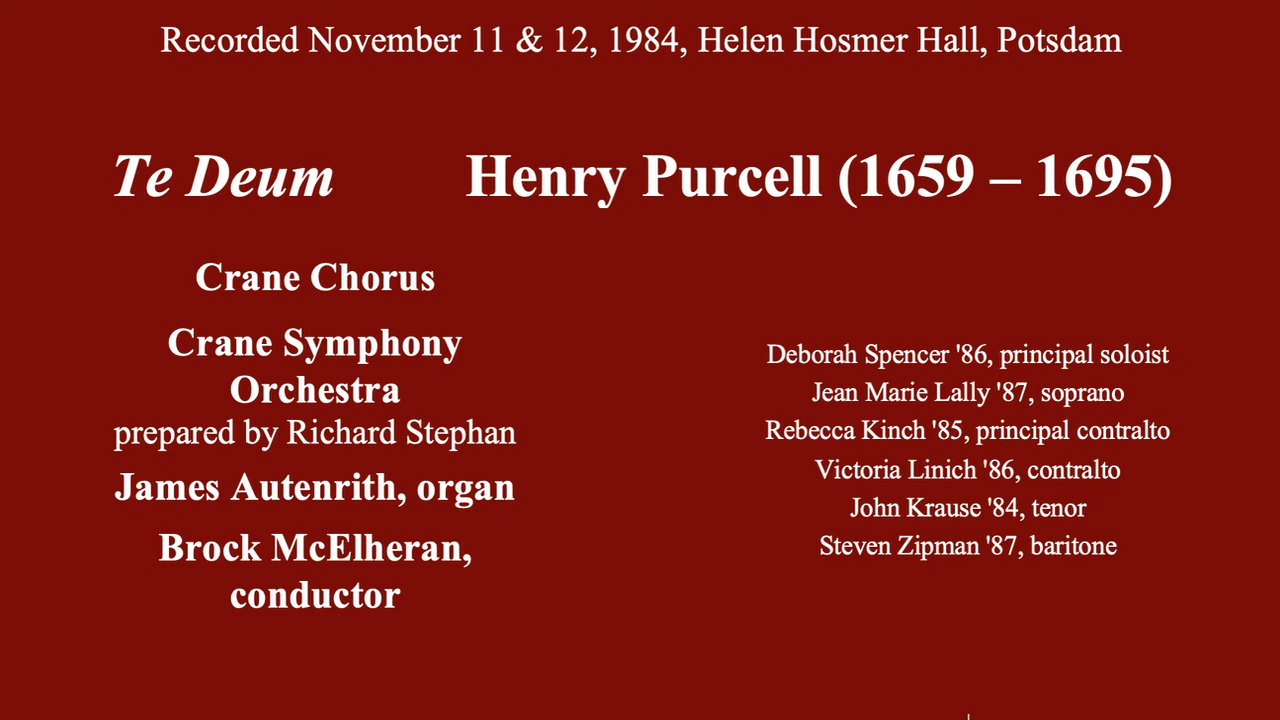 Recorded November 11 & 12, 1984, Helen Hosmer Hall, Potsdam
Te Deum Henry Purcell (1659 – 1695)
Crane Chorus
Crane Symphony
Orchestra
prepared by Richard Stephan
James Autenrith, organ
Brock McElheran,
conductor
Deborah Spencer '86, principal soloist
Jean Marie Lally '87, soprano
Rebecca Kinch '85, principal contralto
Victoria Linich '86, contralto
John Krause '84, tenor
Steven Zipman '87, baritone